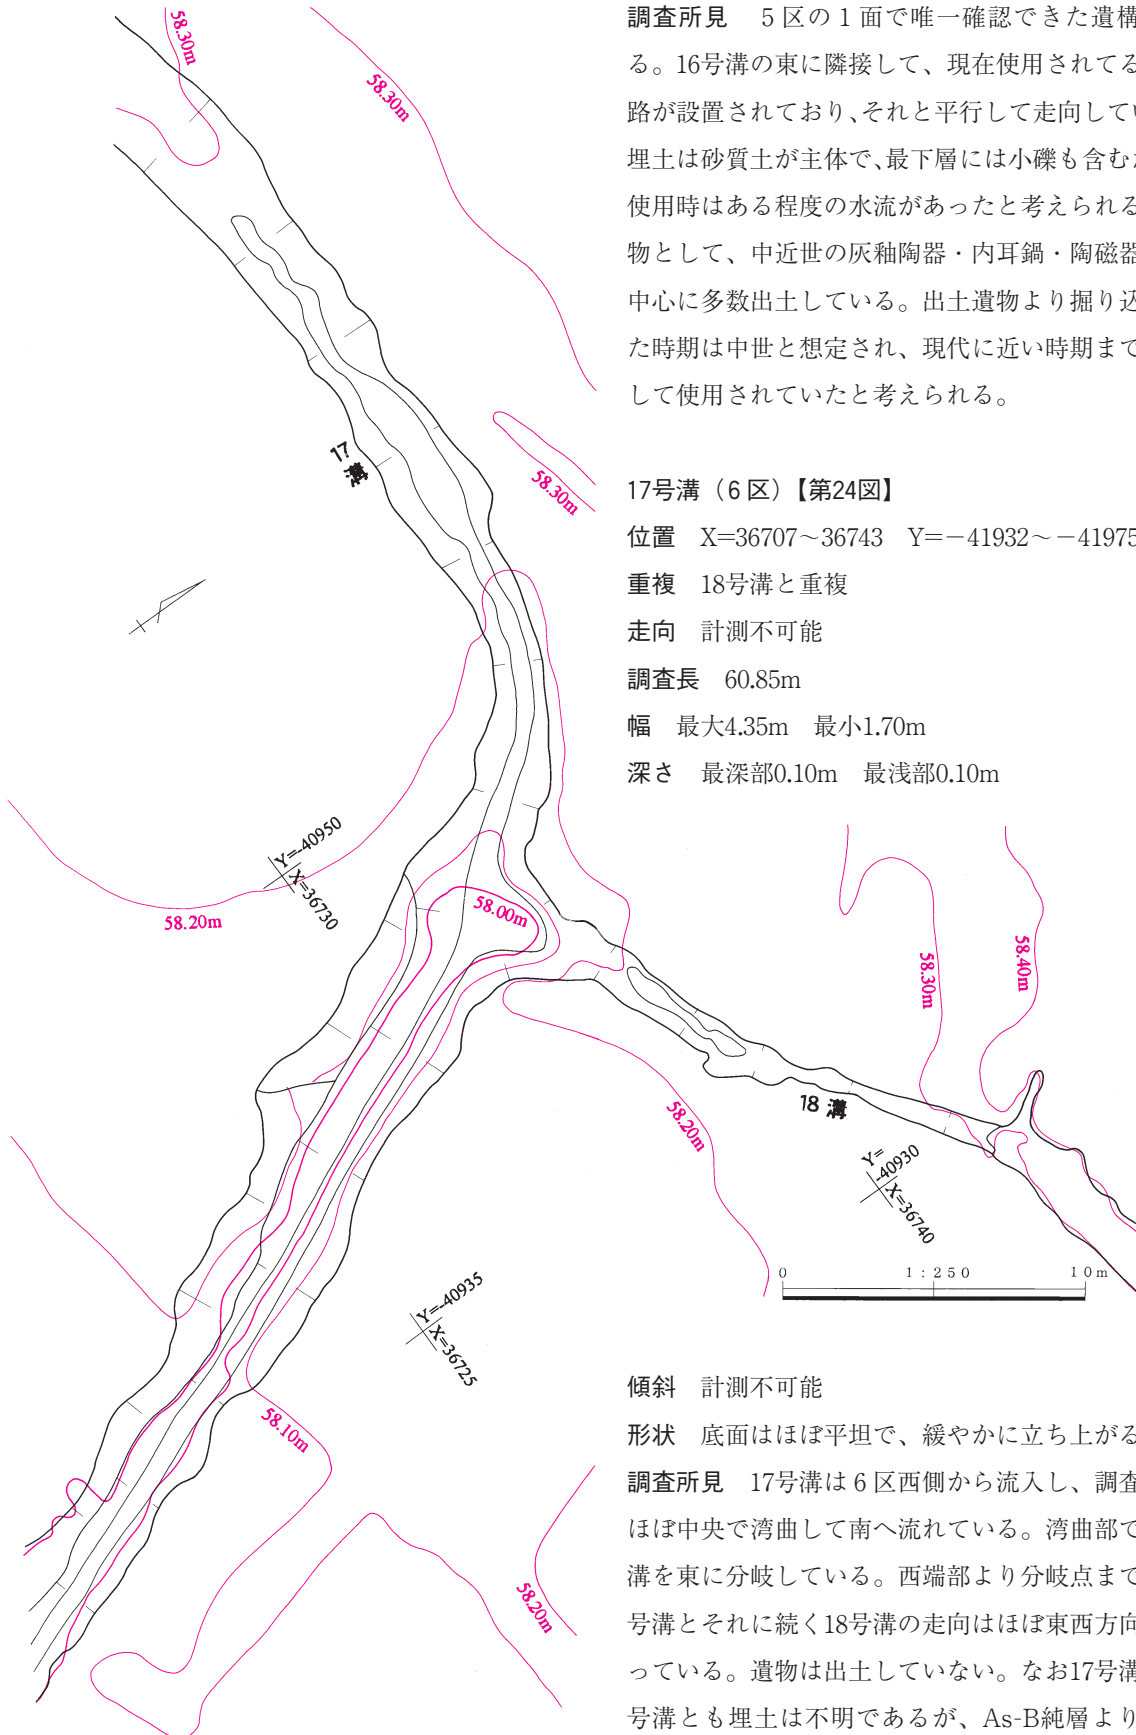 調査所見　５区の１面で唯一確認できた遺構
る。16号溝の東に隣接して、現在使用されてる
路が設置されており、それと平行して走向して
埋土は砂質土が主体で、最下層には小礫も含む
使用時はある程度の水流があったと考えられる
物として、中近世の灰釉陶器・内耳鍋・陶磁器
中心に多数出土している。出土遺物より掘り込
た時期は中世と想定され、現代に近い時期まで
して使用されていたと考えられる。
17号溝（６区）【第24図】
位置　X=36707～36743　Y=－41932～－41975
重複　18号溝と重複
走向　計測不可能
調査長　60.85m
幅　最大4.35m　最小1.70m
深さ　最深部0.10m　最浅部0.10m
58.30m
58.30m
58.30m
17溝
Y=-40950
X=36730
58.20m
58.00m
58.30m
58.40m
18溝
58.20m
Y=
-40930
X=36740
0　1：250　10m
Y=-40935
X=36725
58.10m
58.20m
傾斜　計測不可能
形状　底面はほぼ平坦で、緩やかに立ち上がる
調査所見　17号溝は６区西側から流入し、調査
ほぼ中央で湾曲して南へ流れている。湾曲部で
溝を東に分岐している。西端部より分岐点まで
号溝とそれに続く18号溝の走向はほぼ東西方向
っている。遺物は出土していない。なお17号溝
号溝とも埋土は不明であるが、As-B純層より